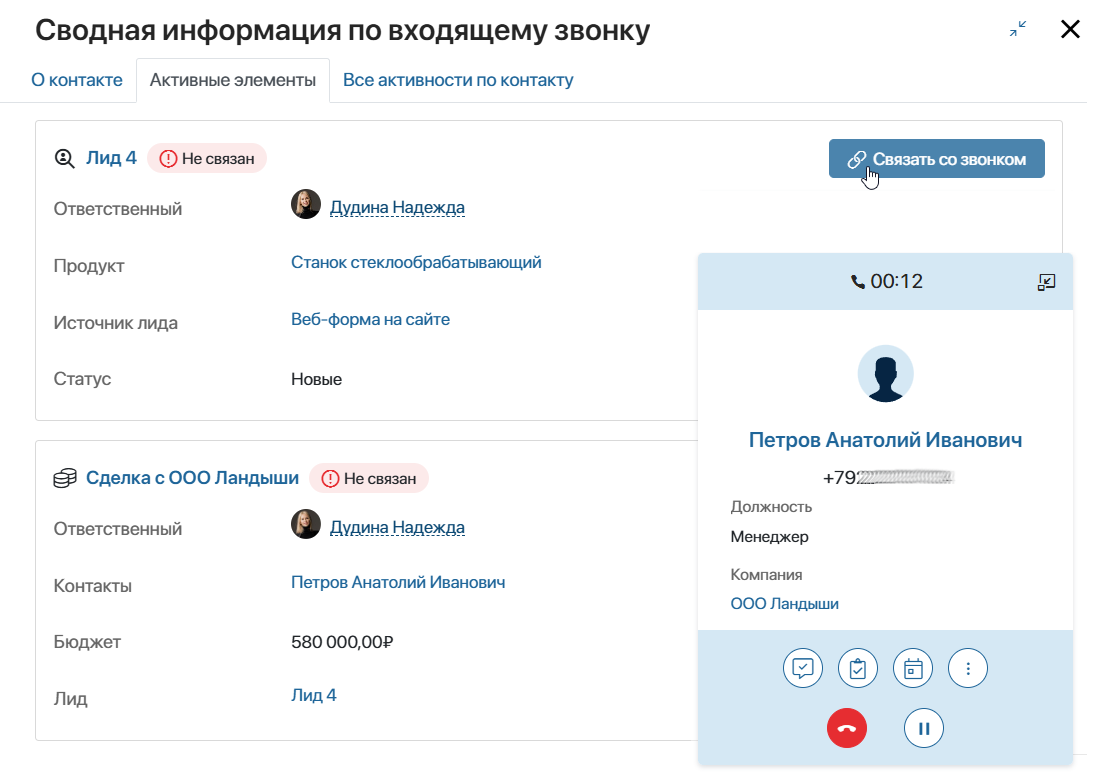 Сводная информация по входящему звонку
О контакте
Активные элементы
Все активности по контакту
Лид 4
Не связан
Связать со звонком
Ответственный
Дудина Надежда
Продукт
Станок стеклообрабатывающий
Источник лида
Веб-форма на сайте
Статус
Новые
Сделка с ООО Ландыши
Не связан
Ответственный
Дудина Надежда
Контакты
Петров Анатолий Иванович
Бюджет
580 000,00₽
Лид
Лид 4
00:12
Петров Анатолий Иванович
+79
Должность
Менеджер
Компания
ООО Ландыши